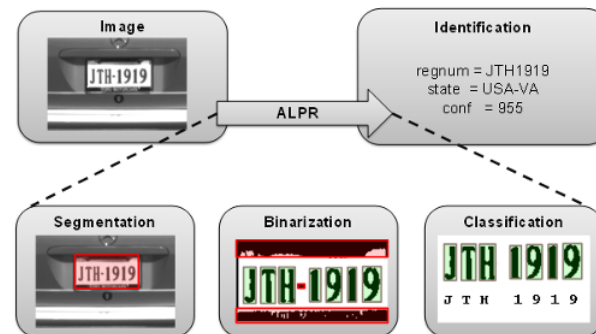 Image
JTH-1919
Identification
regnum = JTH1919
state = USA-VA
conf = 955
ALPR
Segmentation
JTH-1919
Binarization
JTH-1919
Classification
JTH 1919
J T H 1 9 1 9